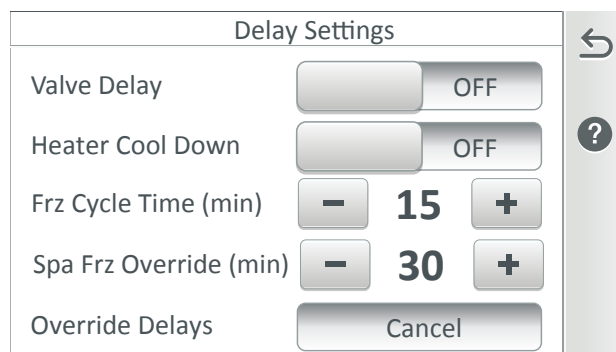 Delay Settings
Valve Delay OFF
Heater Cool Down OFF
Frz Cycle Time (min) − 15 +
Spa Frz Override (min) − 30 +
Override Delays Cancel
?